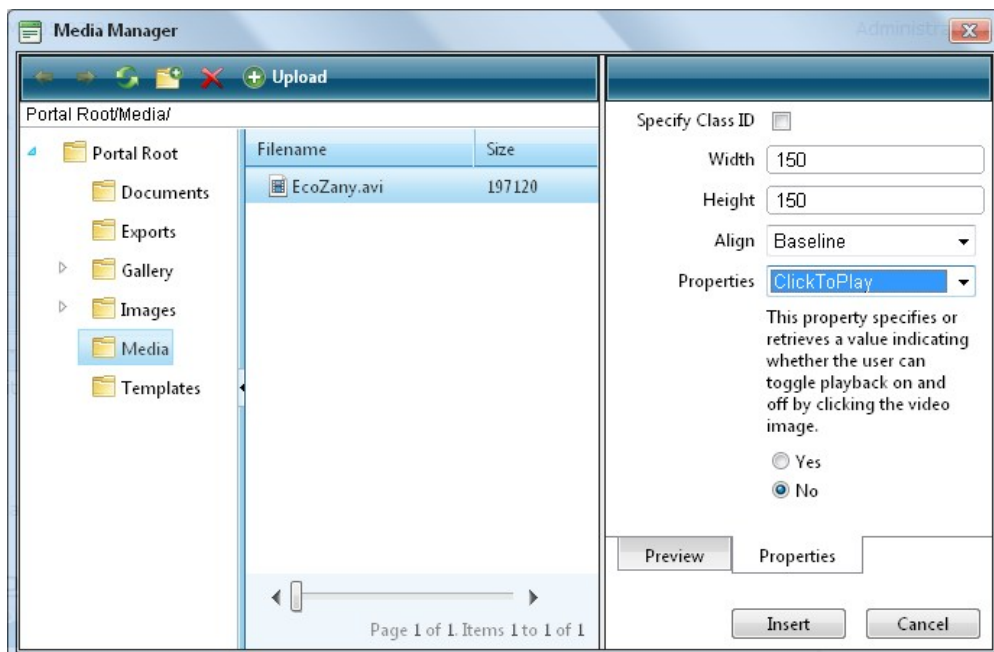 Media Manager
Administra
Upload
Portal Root/Media/
Portal Root
Documents
Exports
Gallery
Images
Media
Templates
Filename Size
EcoZany.avi 197120
Page 1 of 1. Items 1 to 1 of 1
Specify Class ID
Width 150
Height 150
Align Baseline
Properties ClickToPlay
This property specifies or
retrieves a value indicating
whether the user can
toggle playback on and
off by clicking the video
image.
Yes
No
Preview Properties
Insert Cancel